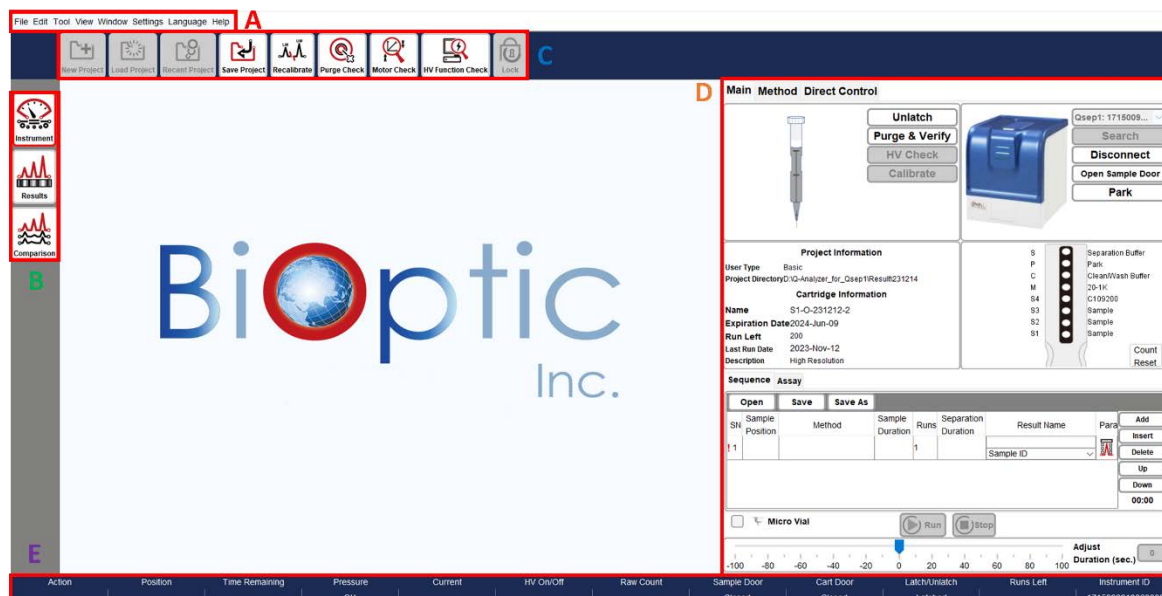 File Edit Tool View Window Settings Language Help
A
New Project
Load Project
Recent Project
Save Project
Recalibrate
Purge Check
Motor Check
HV Function Check
Lock
C
Instrument
Results
Comparison
B
BiOptic
Inc.
D
Main Method Direct Control
Unlatch
Purge & Verify
HV Check
Calibrate
Qsep1: 1715009...
Search
Disconnect
Open Sample Door
Park
Project Information
User Type Basic
Project Directory D:\Q-Analyzer_for_Qsep1\Result\231214
Cartridge Information
Name S1-O-231212-2
Expiration Date 2024-Jun-09
Run Left 200
Last Run Date 2023-Nov-12
Description High Resolution
S Separation Buffer
P Park
C Clean/Wash Buffer
M 20-1K
S4 C109200
S3 Sample
S2 Sample
S1 Sample
Count
Reset
Sequence Assay
Open Save Save As
SN Sample Position Method Sample Duration Runs Separation Duration Result Name Para
! 1 1
Sample ID
Add
Insert
Delete
Up
Down
00:00
Micro Vial
Run Stop
-100 -80 -60 -40 -20 0 20 40 60 80 100
Adjust
Duration (sec.) 0
E
Action Position Time Remaining Pressure Current HV On/Off Raw Count Sample Door Cart Door Latch/Unlatch Runs Left Instrument ID